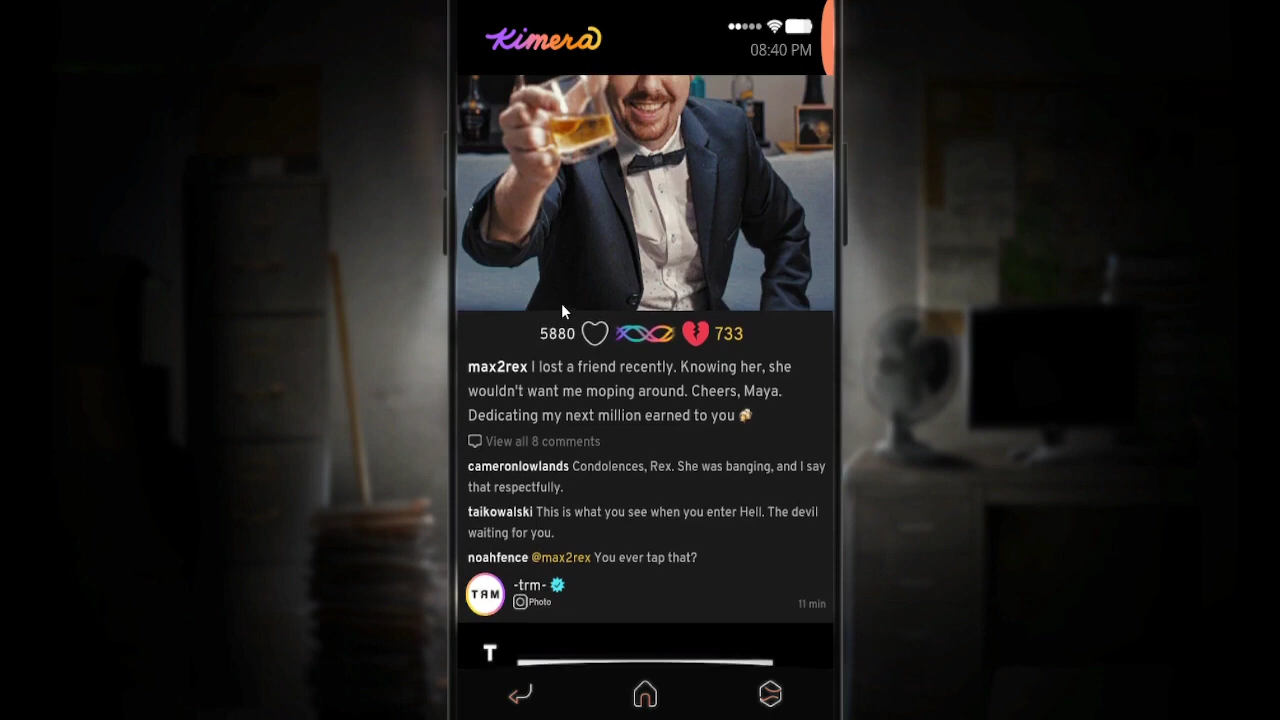 Kimera
08:40 PM
5880 733
max2rex I lost a friend recently. Knowing her, she
wouldn't want me moping around. Cheers, Maya.
Dedicating my next million earned to you
View all 8 comments
cameronlowlands Condolences, Rex. She was banging, and I say
that respectfully.
taikowalski This is what you see when you enter Hell. The devil
waiting for you.
noahfence @max2rex You ever tap that?
TЯM
-trm-
Photo
11 min
T